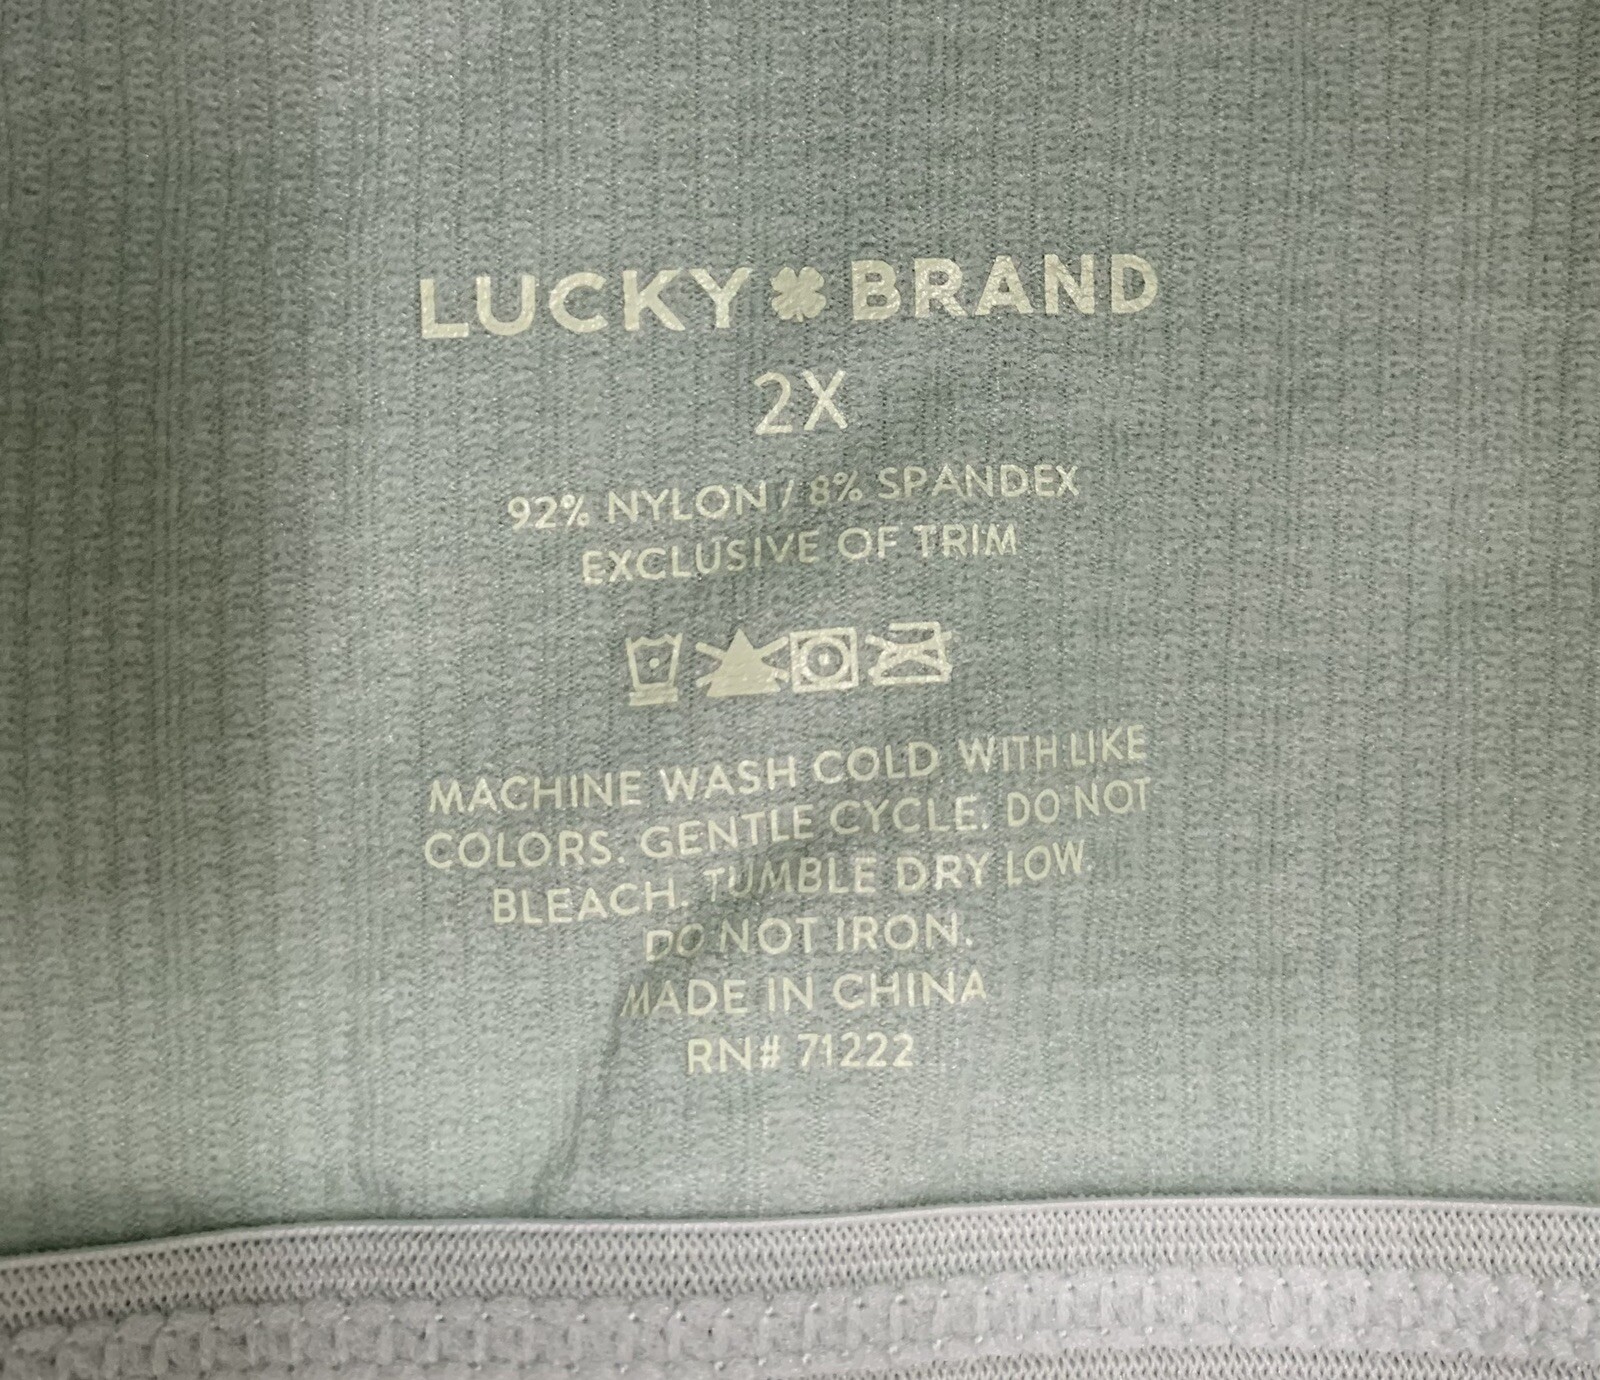 LUCKY BRAND
2X
92% NYLON / 8% SPANDEX
EXCLUSIVE OF TRIM
MACHINE WASH COLD WITH LIKE
COLORS. GENTLE CYCLE. DO NOT
BLEACH. TUMBLE DRY LOW.
DO NOT IRON.
MADE IN CHINA
RN# 71222